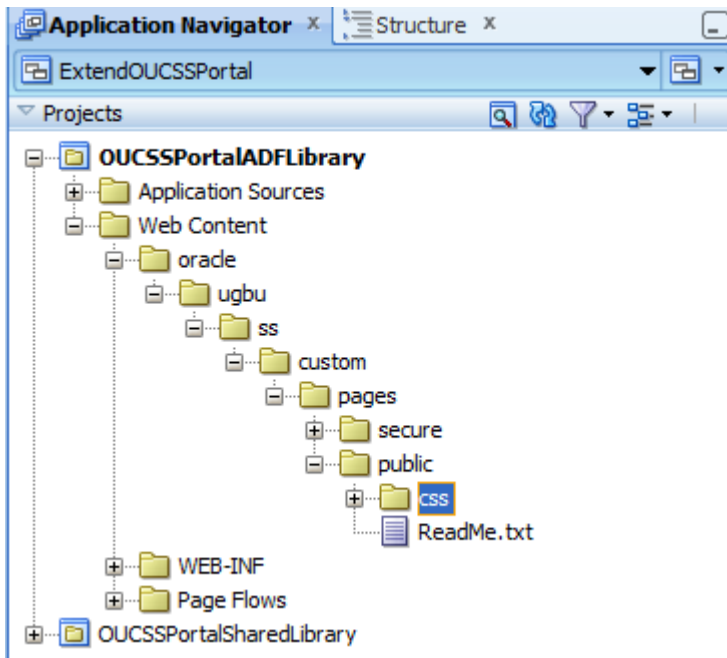 Application Navigator x Structure x
ExtendOUCSSPortal
Projects
OUCSSPortalADFLibrary
Application Sources
Web Content
oracle
ugbu
ss
custom
pages
secure
public
css
ReadMe.txt
WEB-INF
Page Flows
OUCSSPortalSharedLibrary